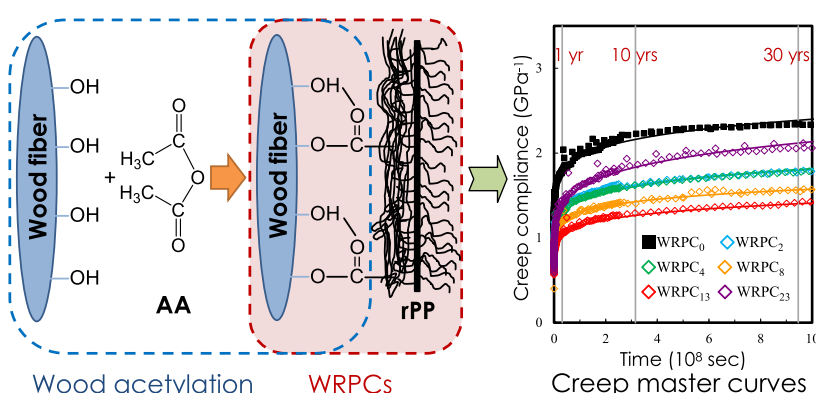 Wood fiber
OH
OH
OH
OH
+
O
H₃C
O
H₃C
O
AA
Wood fiber
OH
O
O
C
OH
O
O
C
rPP
Wood acetylation
WRPCs
Creep compliance (GPa⁻¹)
3
2
1
0
1 yr
10 yrs
30 yrs
WRPC₀
WRPC₂
WRPC₄
WRPC₈
WRPC₁₃
WRPC₂₃
0
2
4
6
8
10
Time (10⁸ sec)
Creep master curves